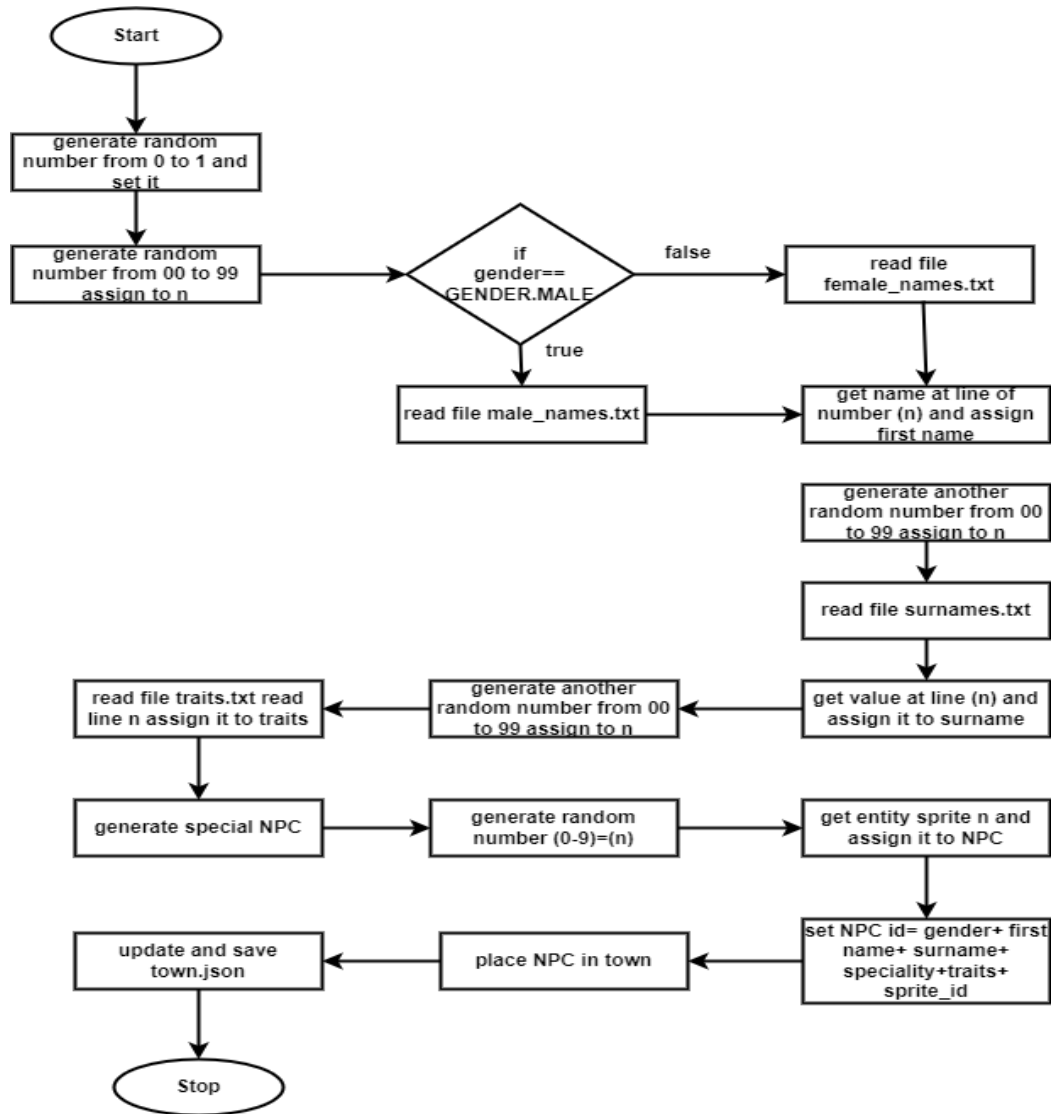 Start
generate random
number from 0 to 1 and
set it
generate random
number from 00 to 99
assign to n
if
gender==
GENDER.MALE
false
read file
female_names.txt
true
read file male_names.txt
get name at line of
number (n) and assign
first name
generate another
random number from 00
to 99 assign to n
read file surnames.txt
get value at line (n) and
assign it to surname
generate another
random number from 00
to 99 assign to n
read file traits.txt read
line n assign it to traits
generate special NPC
generate random
number (0-9)=(n)
get entity sprite n and
assign it to NPC
set NPC id= gender+ first
name+ surname+
speciality+traits+
sprite_id
place NPC in town
update and save
town.json
Stop